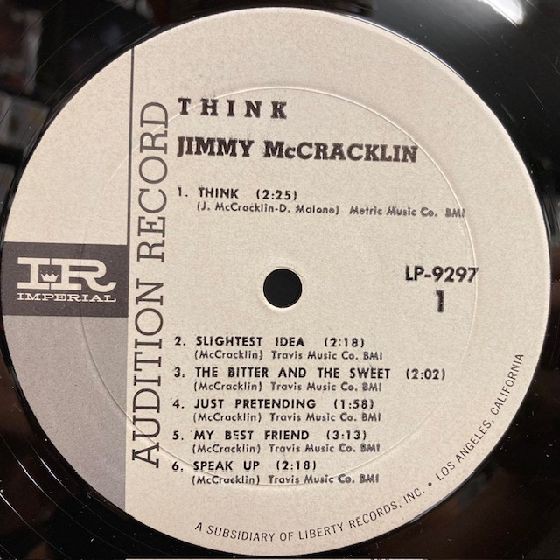 THINK
JIMMY McCRACKLIN
1. THINK (2:25)
(J. McCracklin-D. Malone) Metric Music Co. BMI
AUDITION RECORD
IR
IMPERIAL
LP-9297
1
2. SLIGHTEST IDEA (2:18)
(McCracklin) Travis Music Co. BMI
3. THE BITTER AND THE SWEET (2:02)
(McCracklin) Travis Music Co. BMI
4. JUST PRETENDING (1:58)
(McCracklin) Travis Music Co. BMI
5. MY BEST FRIEND (3:13)
(McCracklin) Travis Music Co. BMI
6. SPEAK UP (2:18)
(McCracklin) Travis Music Co. BMI
A SUBSIDIARY OF LIBERTY RECORDS, INC. • LOS ANGELES, CALIFORNIA